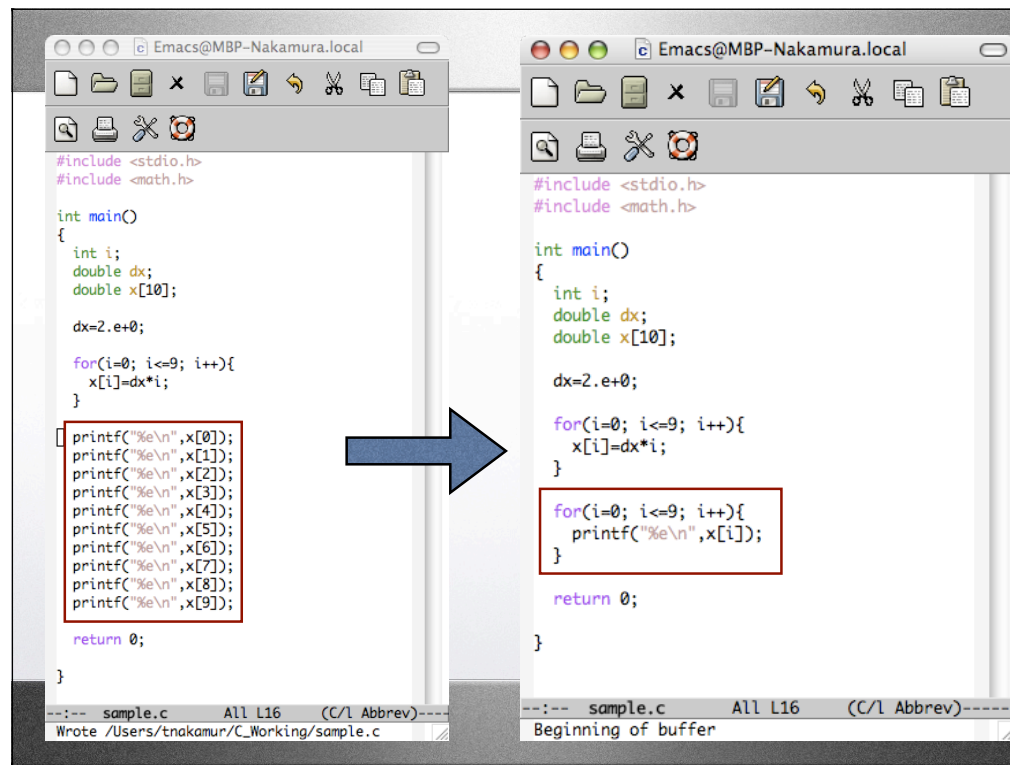 Emacs@MBP-Nakamura.local
#include <stdio.h>
#include <math.h>
int main()
{
int i;
double dx;
double x[10];
dx=2.e+0;
for(i=0; i<=9; i++){
x[i]=dx*i;
}
printf("%e\n",x[0]);
printf("%e\n",x[1]);
printf("%e\n",x[2]);
printf("%e\n",x[3]);
printf("%e\n",x[4]);
printf("%e\n",x[5]);
printf("%e\n",x[6]);
printf("%e\n",x[7]);
printf("%e\n",x[8]);
printf("%e\n",x[9]);
return 0;
}
--:-- sample.c All L16 (C/l Abbrev)----
Wrote /Users/tnakamur/C_Working/sample.c
Emacs@MBP-Nakamura.local
#include <stdio.h>
#include <math.h>
int main()
{
int i;
double dx;
double x[10];
dx=2.e+0;
for(i=0; i<=9; i++){
x[i]=dx*i;
}
for(i=0; i<=9; i++){
printf("%e\n",x[i]);
}
return 0;
}
--:-- sample.c All L16 (C/l Abbrev)-----
Beginning of buffer